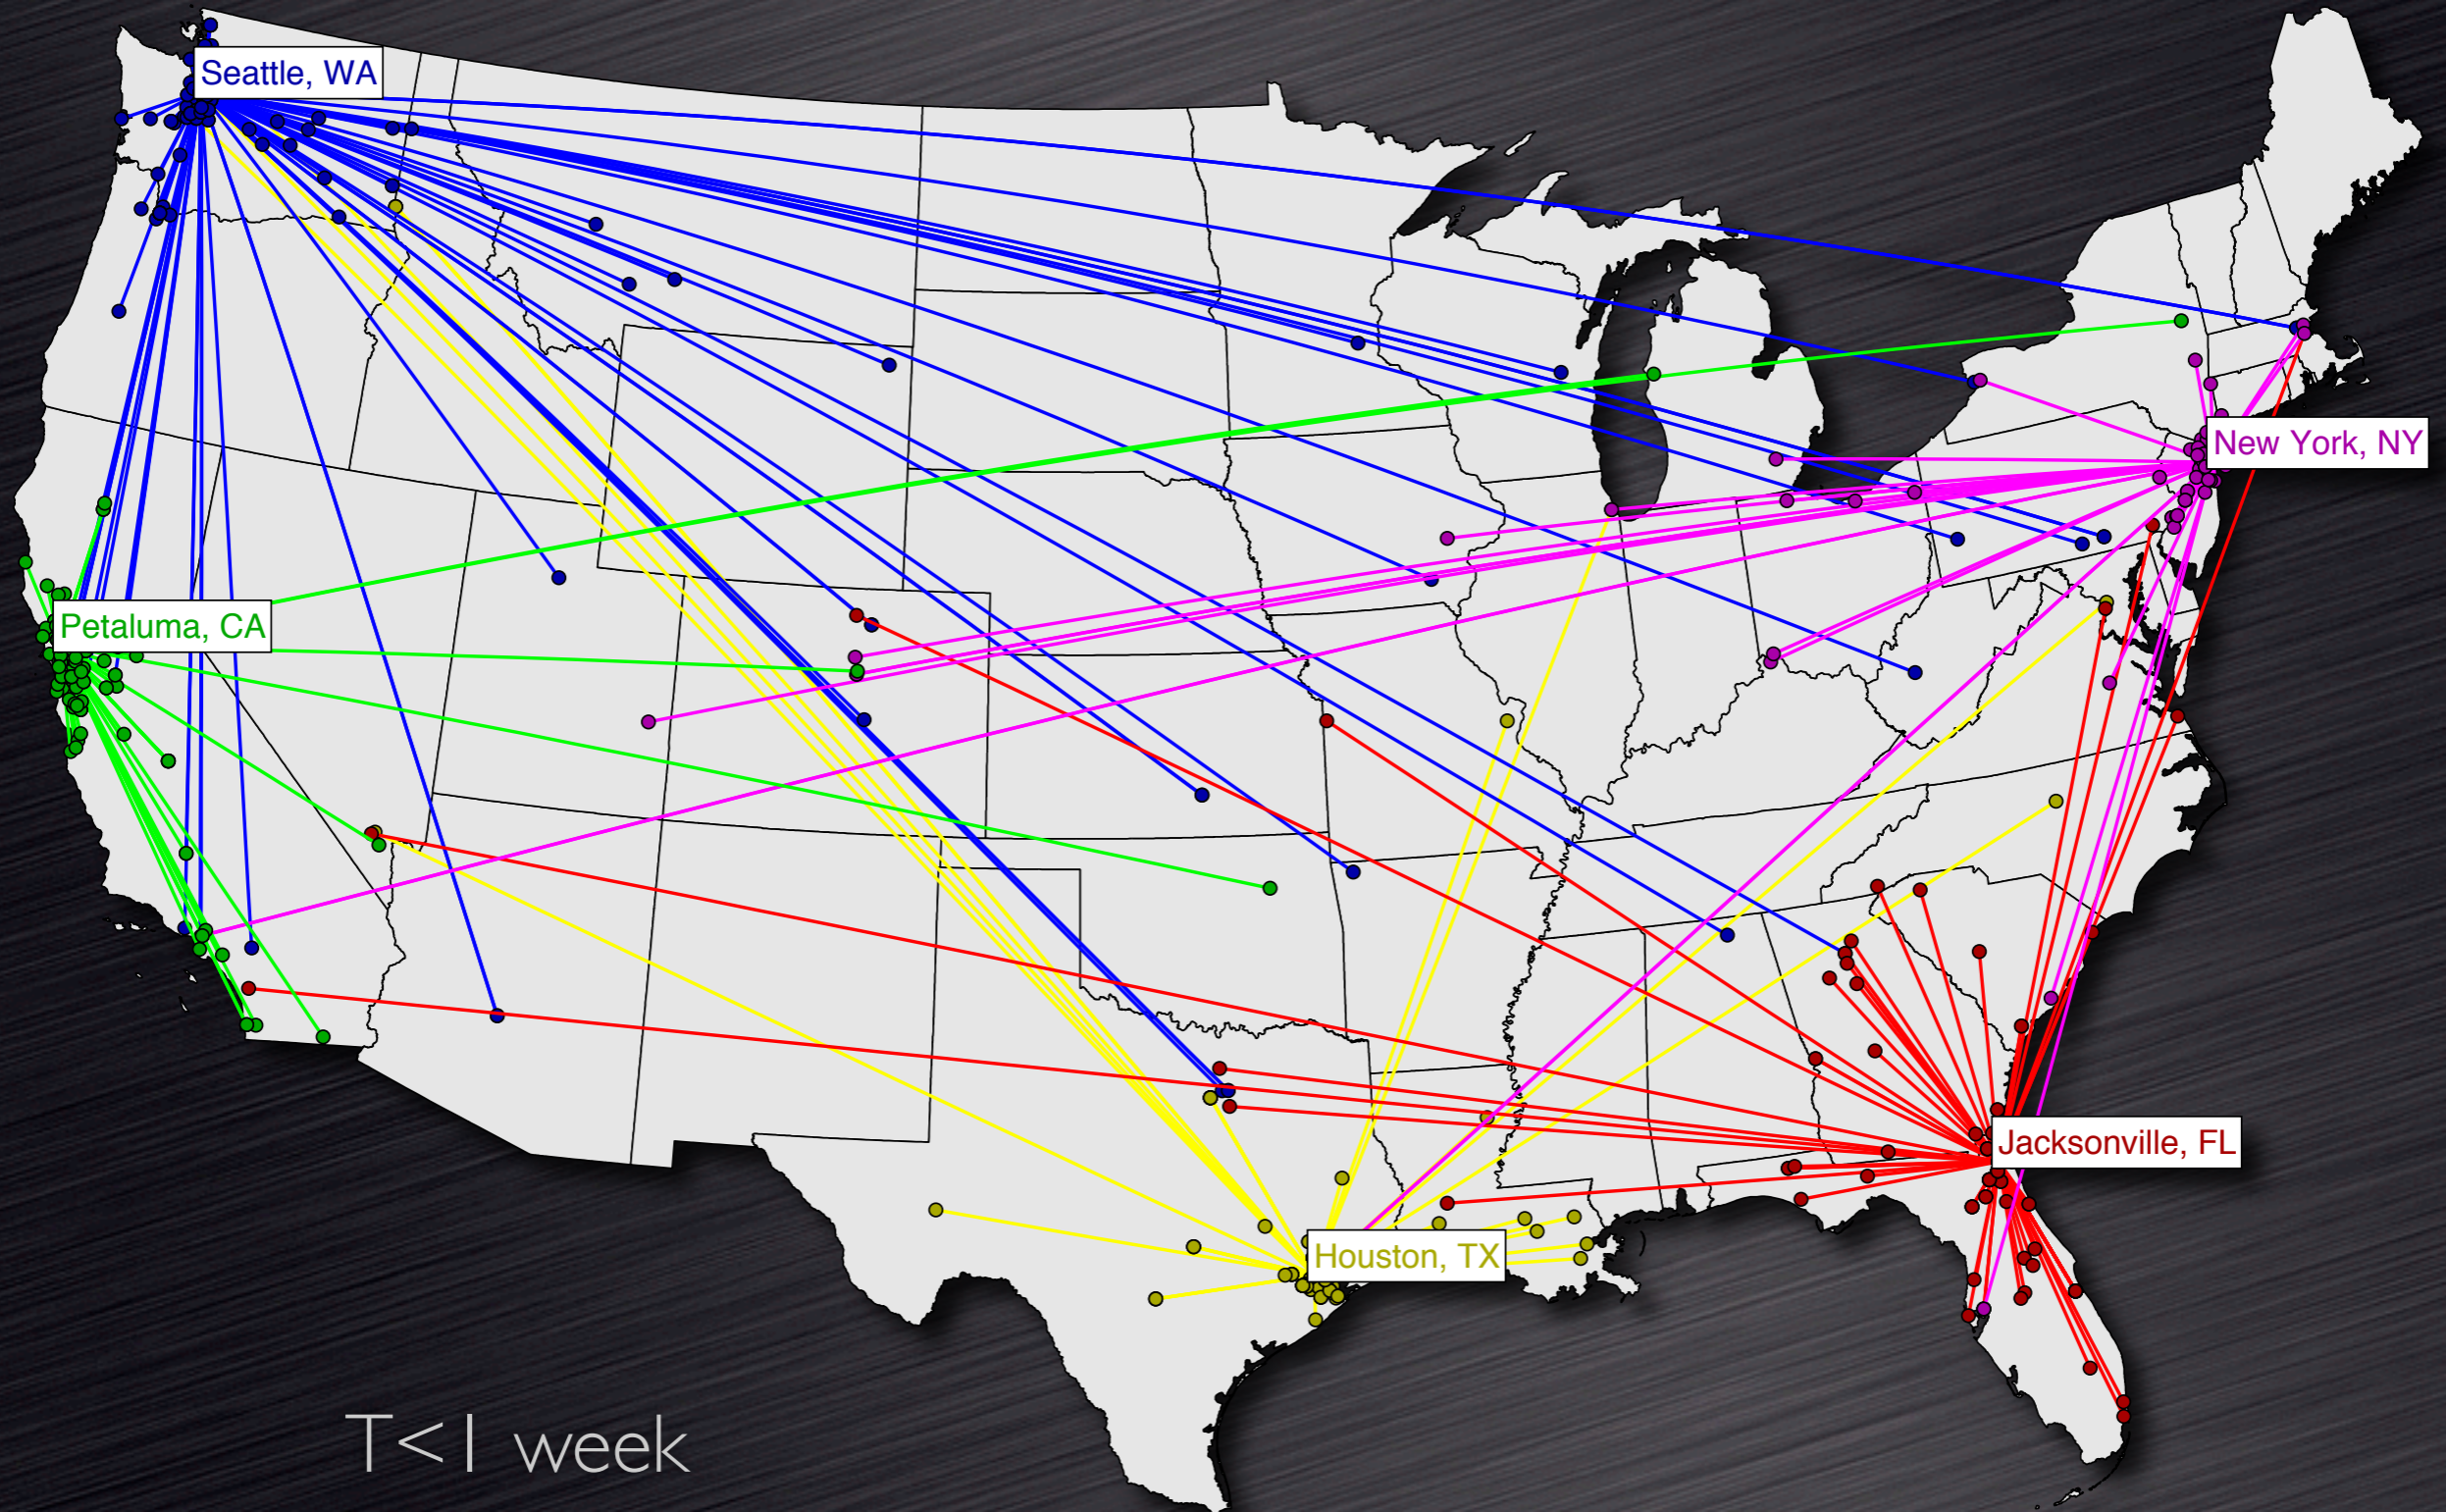 Seattle, WA
New York, NY
Petaluma, CA
Jacksonville, FL
Houston, TX
T<1 week